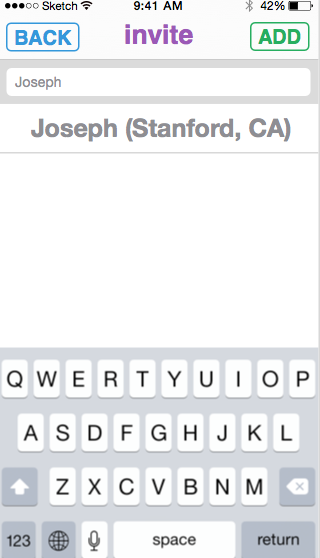 Sketch 9:41 AM 42%
BACK invite ADD
Joseph
Joseph (Stanford, CA)
Q W E R T Y U I O P
A S D F G H J K L
Z X C V B N M
123 space return